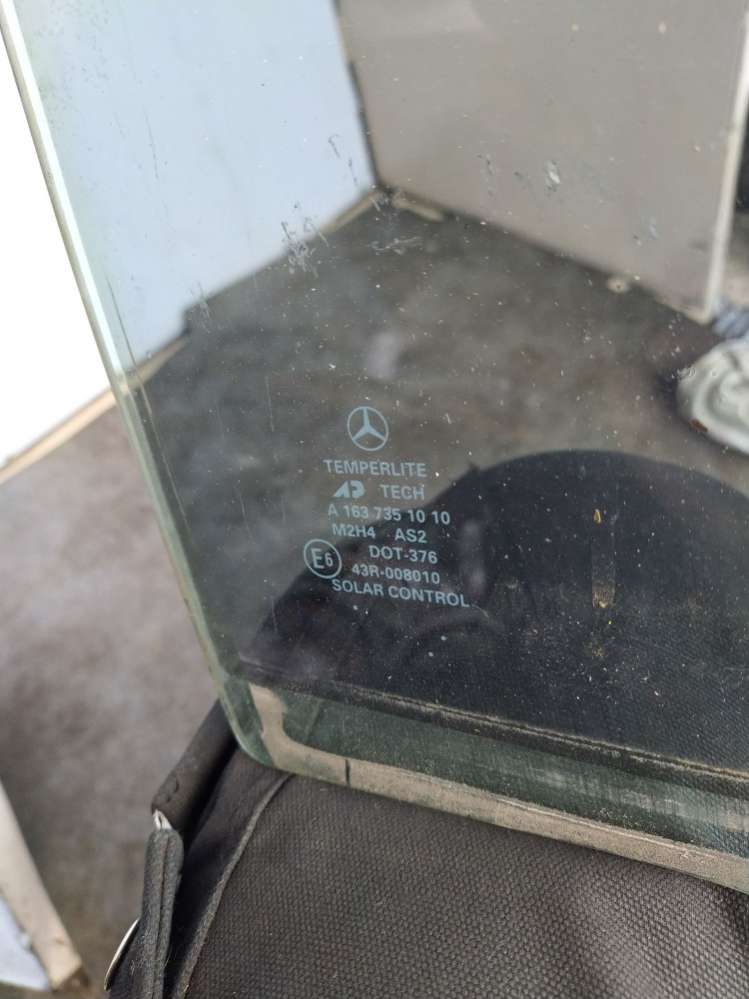 TEMPERLITE
AP TECH
A 163 735 10 10
M2H4 AS2
DOT-376
E6
43R-008010
SOLAR CONTROL